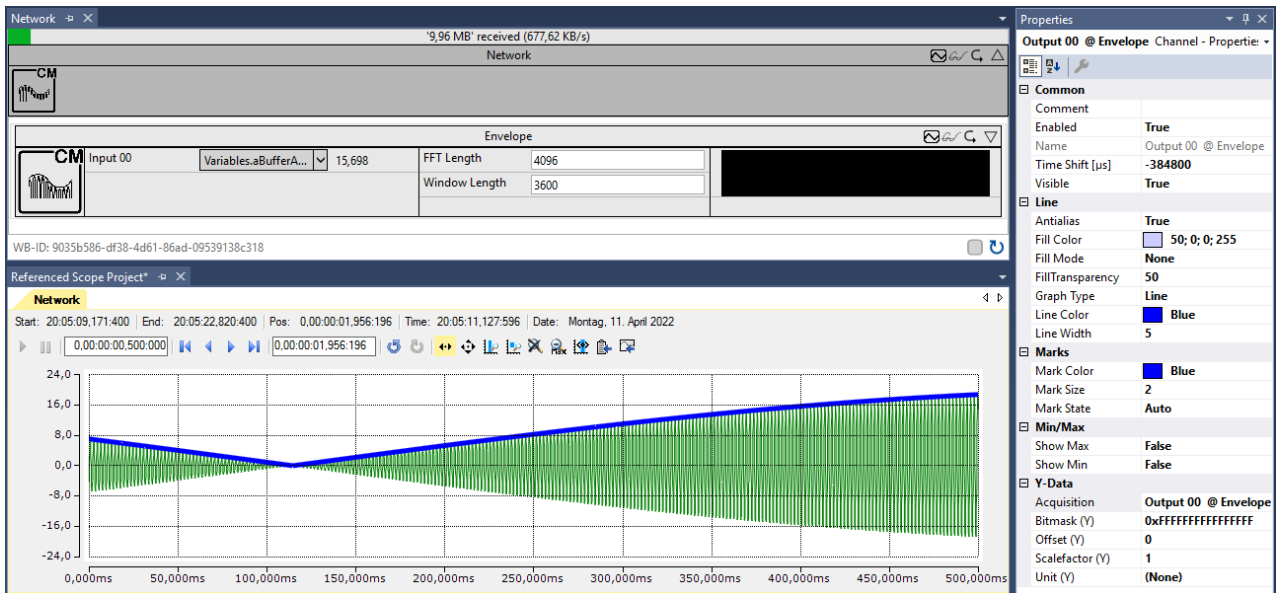 Network
'9,96 MB' received (677,62 KB/s)
Network
CM
Envelope
CM
Input 00 Variables.aBufferA... 15,698 FFT Length 4096
Window Length 3600
WB-ID: 9035b586-df38-4d61-86ad-09539138c318
Referenced Scope Project*
Network
Start: 20:05:09,171:400 End: 20:05:22,820:400 Pos: 0,00:00:01,956:196 Time: 20:05:11,127:596 Date: Montag, 11. April 2022
0,00:00:00,500:000 0,00:00:01,956:196
24,0
16,0
8,0
0,0
-8,0
-16,0
-24,0
0,000ms 50,000ms 100,000ms 150,000ms 200,000ms 250,000ms 300,000ms 350,000ms 400,000ms 450,000ms 500,000ms
Properties
Output 00 @ Envelope Channel - Propertie:
Common
Comment
Enabled True
Name Output 00 @ Envelope
Time Shift [µs] -384800
Visible True
Line
Antialias True
Fill Color 50; 0; 0; 255
Fill Mode None
FillTransparency 50
Graph Type Line
Line Color Blue
Line Width 5
Marks
Mark Color Blue
Mark Size 2
Mark State Auto
Min/Max
Show Max False
Show Min False
Y-Data
Acquisition Output 00 @ Envelope
Bitmask (Y) 0xFFFFFFFFFFFFFFFF
Offset (Y) 0
Scalefactor (Y) 1
Unit (Y) (None)